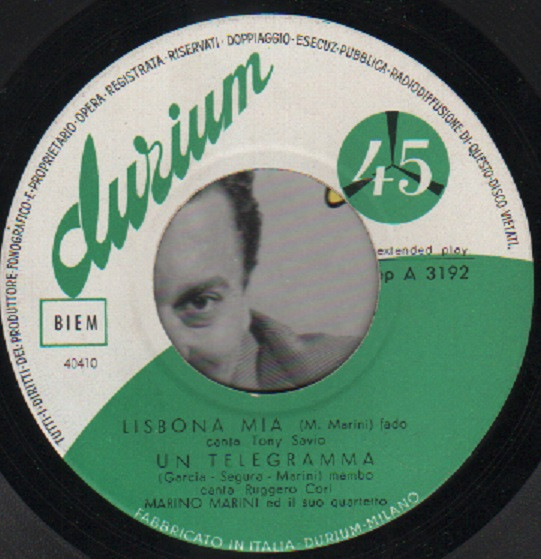 TUTTI·I·DIRITTI·DEL·PRODUTTORE·FONOGRAFICO·E·PROPRIETARIO·OPERA·REGISTRATA·RISERVATI·DOPPIAGGIO·ESECUZ·PUBBLICA·RADIODIFFUSIONE·DI·QUESTO·DISCO·VIETATI.
durium
45
extended play
ep A 3192
BIEM
40410
LISBONA MIA (M. Marini) fado
canta Tony Savio
UN TELEGRAMMA
(Garcia - Segura - Marini) mambo
canta Ruggero Cori
MARINO MARINI ed il suo quartetto
FABBRICATO IN ITALIA·DURIUM·MILANO